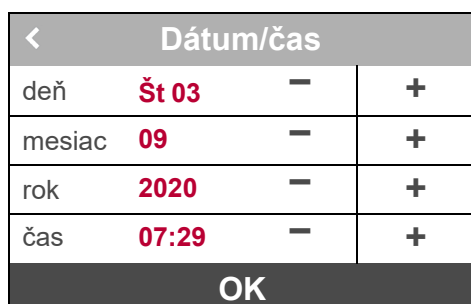 < Dátum/čas
deň Št 03 − +
mesiac 09 − +
rok 2020 − +
čas 07:29 − +
OK